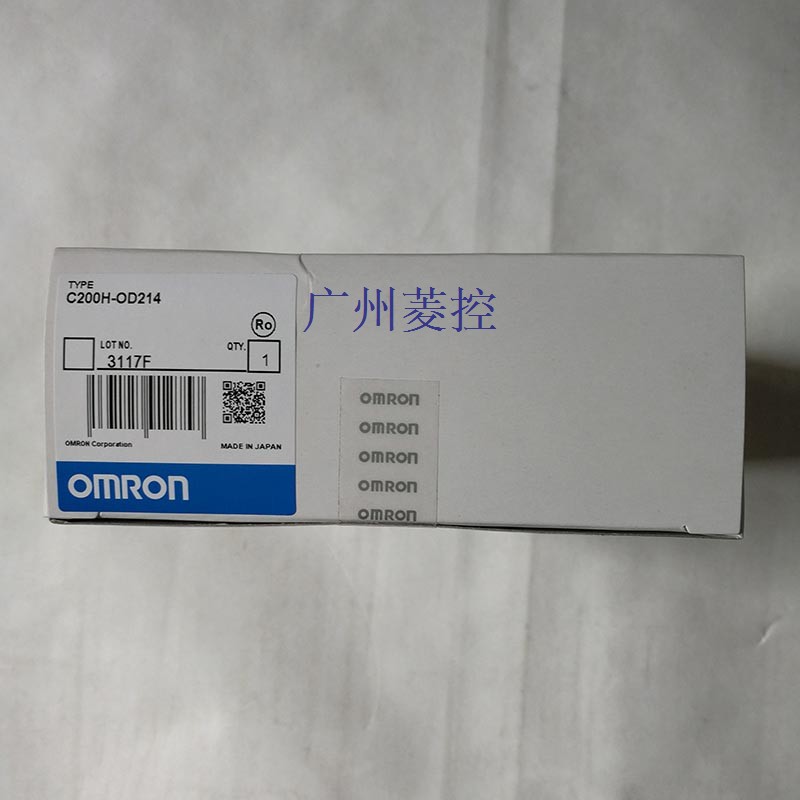 TYPE
C200H-OD214
Ro
广州菱控
LOT NO.
3117F
QTY.
1
OMRON Corporation
MADE IN JAPAN
OMRON
OMRON
OMRON
OMRON
OMRON
OMRON